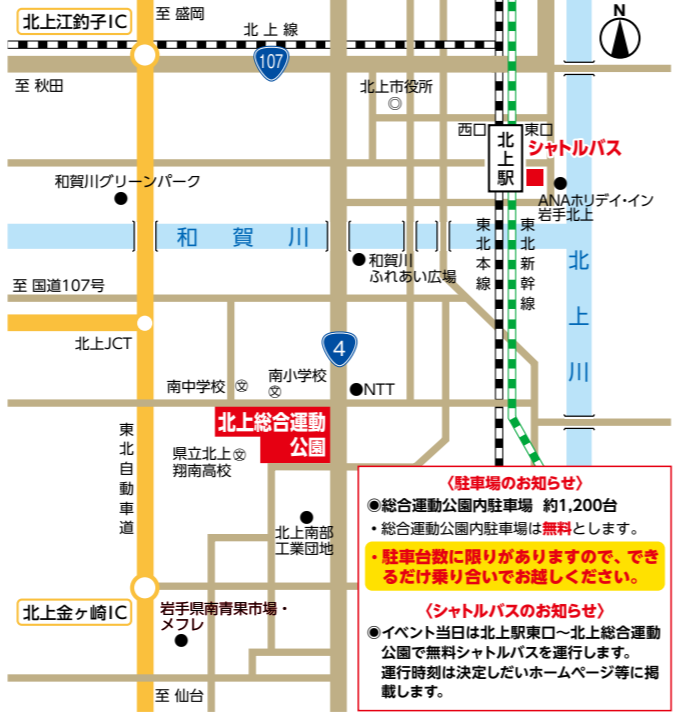 北上江釣子IC
至 盛岡
北上線
107
N
至 秋田
北上市役所
西口
東口
北上駅
シャトルバス
和賀川グリーンパーク
ANAホリデイ・イン
岩手北上
和賀川
東北本線
東北新幹線
北上川
和賀川
ふれあい広場
至 国道107号
北上JCT
4
南中学校
南小学校
NTT
北上総合運動
公園
東北自動車道
県立北上
翔南高校
北上南部
工業団地
北上金ヶ崎IC
岩手県南青果市場・
メフレ
至 仙台
〈駐車場のお知らせ〉
◉総合運動公園内駐車場 約1,200台
・総合運動公園内駐車場は無料とします。
・駐車台数に限りがありますので、でき
るだけ乗り合いでお越しください。
〈シャトルバスのお知らせ〉
◉イベント当日は北上駅東口〜北上総合運動
公園で無料シャトルバスを運行します。
運行時刻は決定しだいホームページ等に掲
載します。